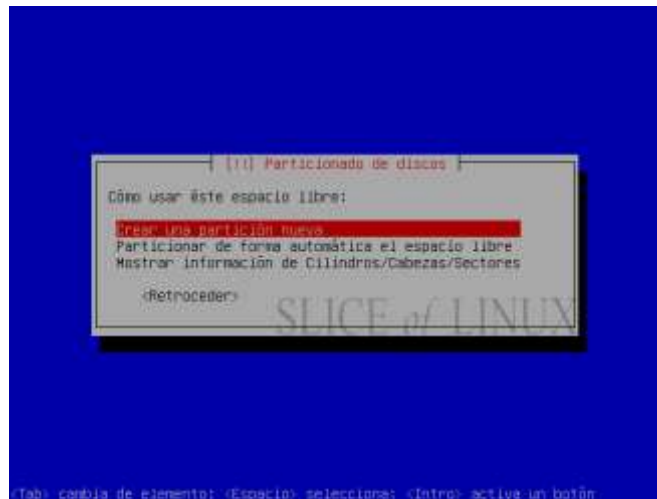 [!!] Particionado de discos
Cómo usar éste espacio libre:
Crear una partición nueva
Particionar de forma automática el espacio libre
Mostrar información de Cilindros/Cabezas/Sectores
<Retroceder>
SLICE of LINUX
<Tab> cambia de elemento; <Espacio> selecciona; <Intro> activa un botón